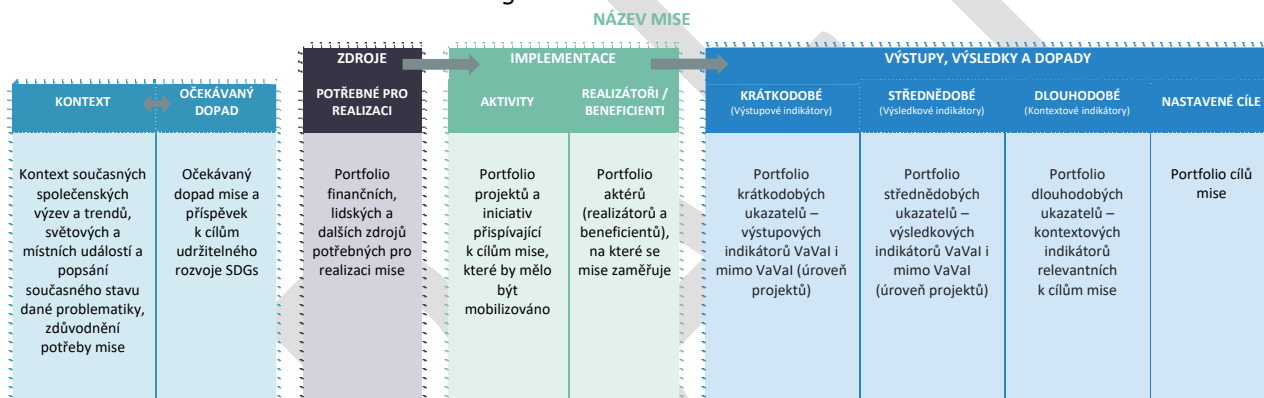 NÁZEV MISE
ZDROJE
IMPLEMENTACE
VÝSTUPY, VÝSLEDKY A DOPADY
KONTEXT
OČEKÁVANÝ
DOPAD
POTŘEBNÉ PRO
REALIZACI
AKTIVITY
REALIZÁTOŘI /
BENEFICIENTI
KRÁTKODOBÉ
(Výstupové indikátory)
STŘEDNĚDOBÉ
(Výsledkové indikátory)
DLOUHODOBÉ
(Kontextové indikátory)
NASTAVENÉ CÍLE
Kontext současných
společenských
výzev a trendů,
světových a
místních událostí a
popsání
současného stavu
dané problematiky,
zdůvodnění
potřeby mise
Očekávaný
dopad mise a
příspěvek
k cílům
udržitelného
rozvoje SDGs
Portfolio
finančních,
lidských a
dalších zdrojů
potřebných pro
realizaci mise
Portfolio
projektů a
iniciativ
přispívající
k cílům mise,
které by mělo
být
mobilizováno
Portfolio
aktérů
(realizátorů a
beneficientů),
na které se
mise zaměřuje
Portfolio
krátkodobých
ukazatelů –
výstupových
indikátorů VaVaI i
mimo VaVaI (úroveň
projektů)
Portfolio
střednědobých
ukazatelů –
výsledkových
indikátorů VaVaI i
mimo VaVaI
(úroveň projektů)
Portfolio
dlouhodobých
ukazatelů –
kontextových
indikátorů
relevantních
k cílům mise
Portfolio cílů
mise